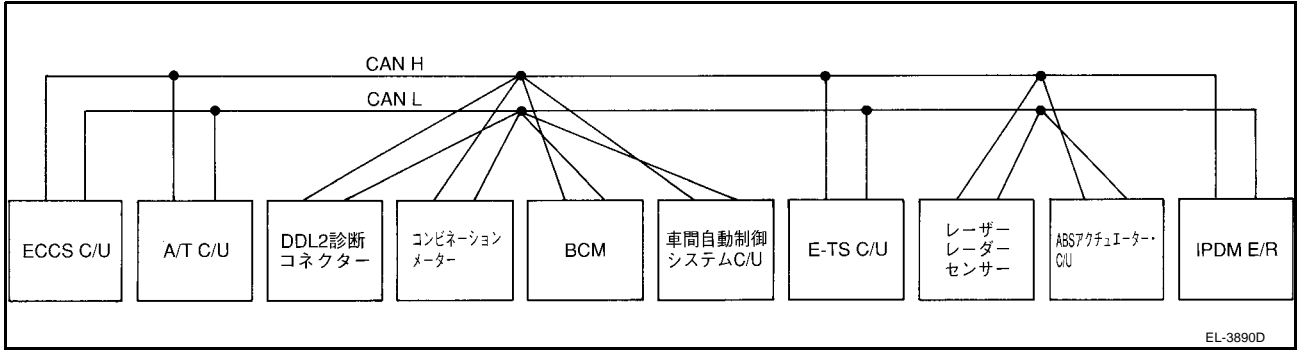 CAN H
CAN L
ECCS C/U
A/T C/U
DDL2診断
コネクター
コンビネーション
メーター
BCM
車間自動制御
システムC/U
E-TS C/U
レーザー
レーダー
センサー
ABSアクチュエーター・
C/U
IPDM E/R
EL-3890D